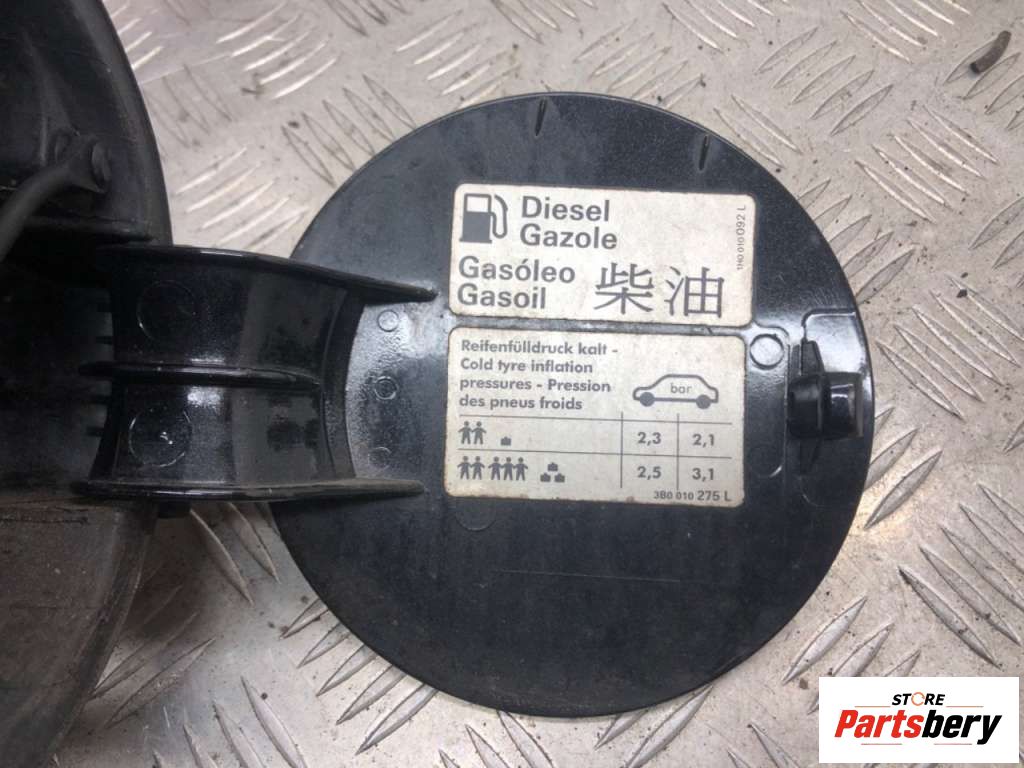 Diesel
Gazole
Gasóleo
Gasoil
柴油
1H0 010 092 L
Reifenfülldruck kalt -
Cold tyre inflation
pressures - Pression
des pneus froids
bar
2,3 2,1
2,5 3,1
3B0 010 275 L
STORE
Partsbery